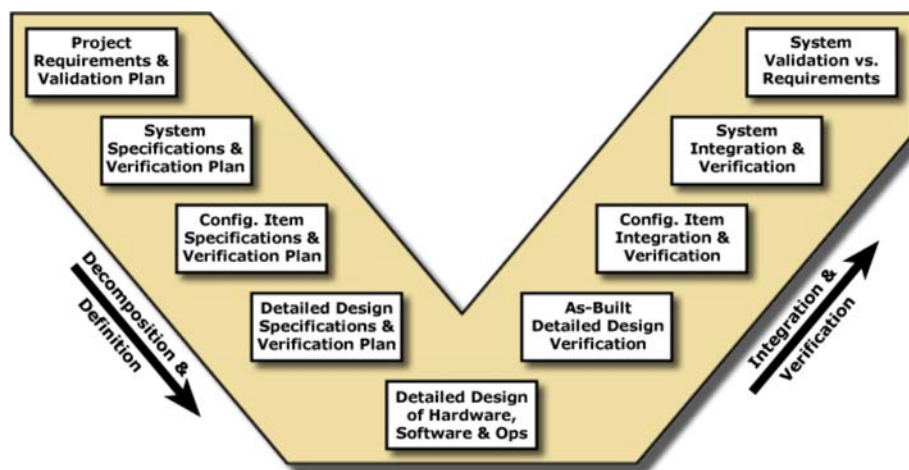 Project
Requirements &
Validation Plan
System
Specifications &
Verification Plan
Config. Item
Specifications &
Verification Plan
Detailed Design
Specifications &
Verification Plan
Decomposition &
Definition
Detailed Design
of Hardware,
Software & Ops
As-Built
Detailed Design
Verification
Config. Item
Integration &
Verification
System
Integration &
Verification
System
Validation vs.
Requirements
Integration &
Verification